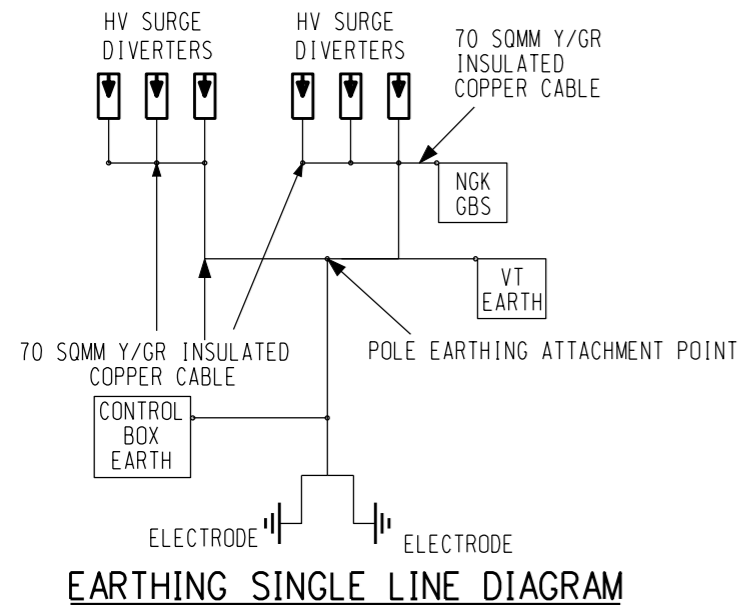 HV SURGE
DIVERTERS
HV SURGE
DIVERTERS
70 SQMM Y/GR
INSULATED
COPPER CABLE
NGK
GBS
VT
EARTH
70 SQMM Y/GR INSULATED
COPPER CABLE
POLE EARTHING ATTACHMENT POINT
CONTROL
BOX
EARTH
ELECTRODE
ELECTRODE
EARTHING SINGLE LINE DIAGRAM